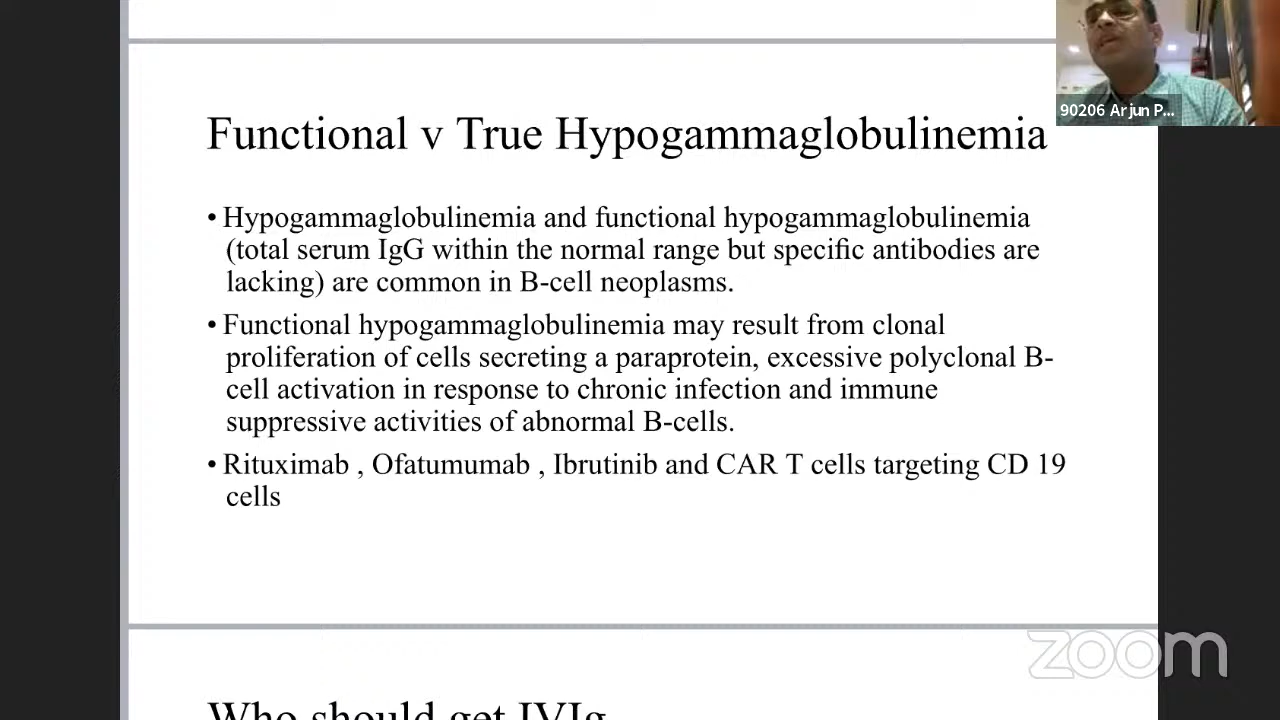 90206 Arjun P...
Functional v True Hypogammaglobulinemia
• Hypogammaglobulinemia and functional hypogammaglobulinemia
(total serum IgG within the normal range but specific antibodies are
lacking) are common in B-cell neoplasms.
• Functional hypogammaglobulinemia may result from clonal
proliferation of cells secreting a paraprotein, excessive polyclonal B-
cell activation in response to chronic infection and immune
suppressive activities of abnormal B-cells.
• Rituximab , Ofatumumab , Ibrutinib and CAR T cells targeting CD 19
cells
zoom
Who should get IVIg